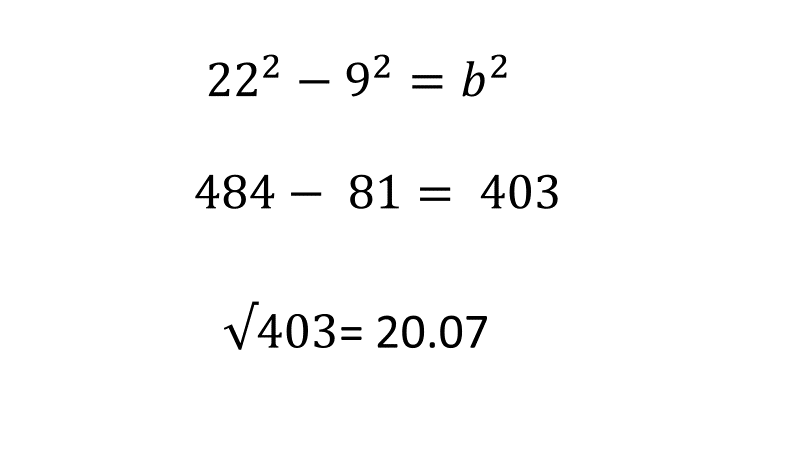 22² − 9² = b²
484 − 81 = 403
√403= 20.07